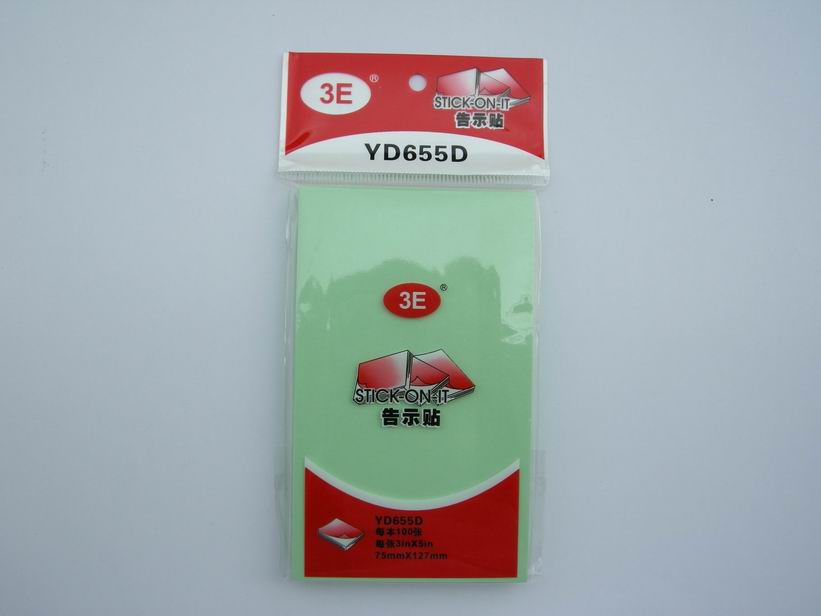 3E ®
STICK-ON-IT
告示贴
YD655D
3E ®
STICK-ON-IT
告示贴
YD655D
每本100张
每张3inX5in
75mmX127mm